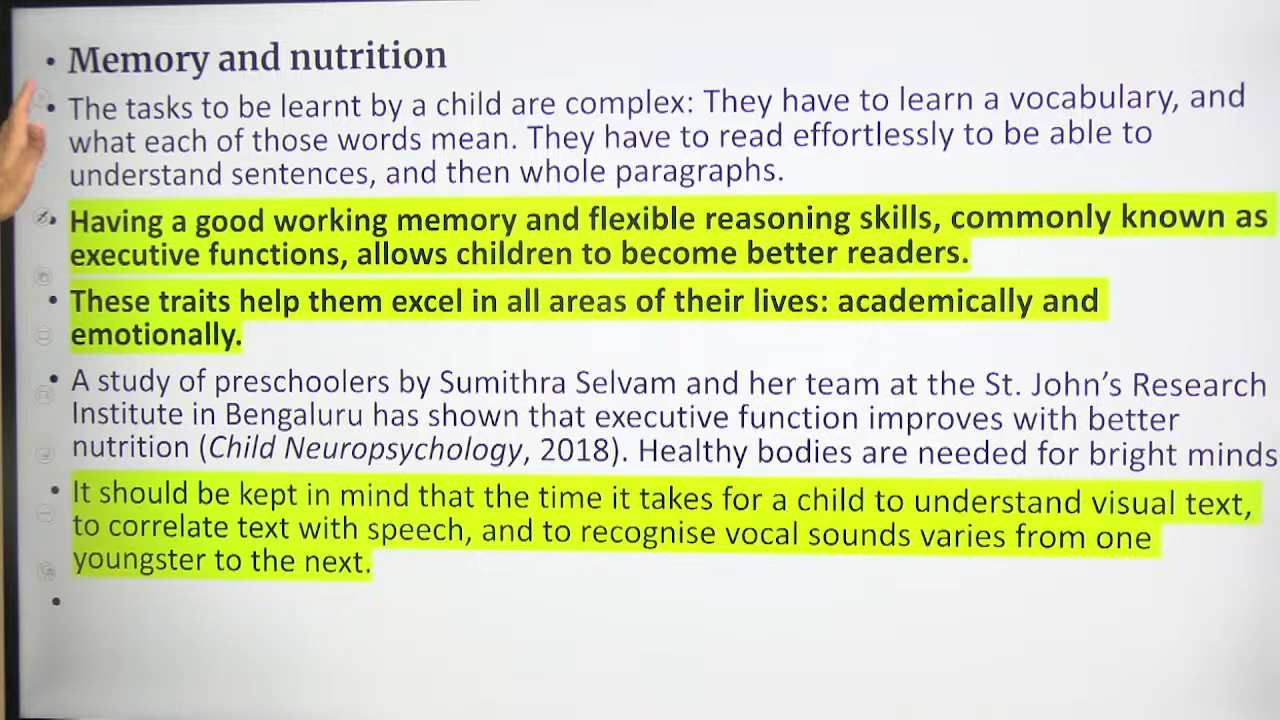 • Memory and nutrition
• The tasks to be learnt by a child are complex: They have to learn a vocabulary, and
what each of those words mean. They have to read effortlessly to be able to
understand sentences, and then whole paragraphs.
• Having a good working memory and flexible reasoning skills, commonly known as
executive functions, allows children to become better readers.
• These traits help them excel in all areas of their lives: academically and
emotionally.
• A study of preschoolers by Sumithra Selvam and her team at the St. John’s Research
Institute in Bengaluru has shown that executive function improves with better
nutrition (Child Neuropsychology, 2018). Healthy bodies are needed for bright minds
• It should be kept in mind that the time it takes for a child to understand visual text,
to correlate text with speech, and to recognise vocal sounds varies from one
youngster to the next.
•